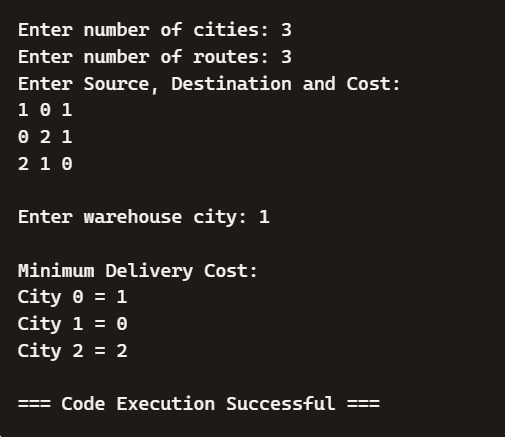 Enter number of cities: 3
Enter number of routes: 3
Enter Source, Destination and Cost:
1 0 1
0 2 1
2 1 0
Enter warehouse city: 1
Minimum Delivery Cost:
City 0 = 1
City 1 = 0
City 2 = 2
=== Code Execution Successful ===